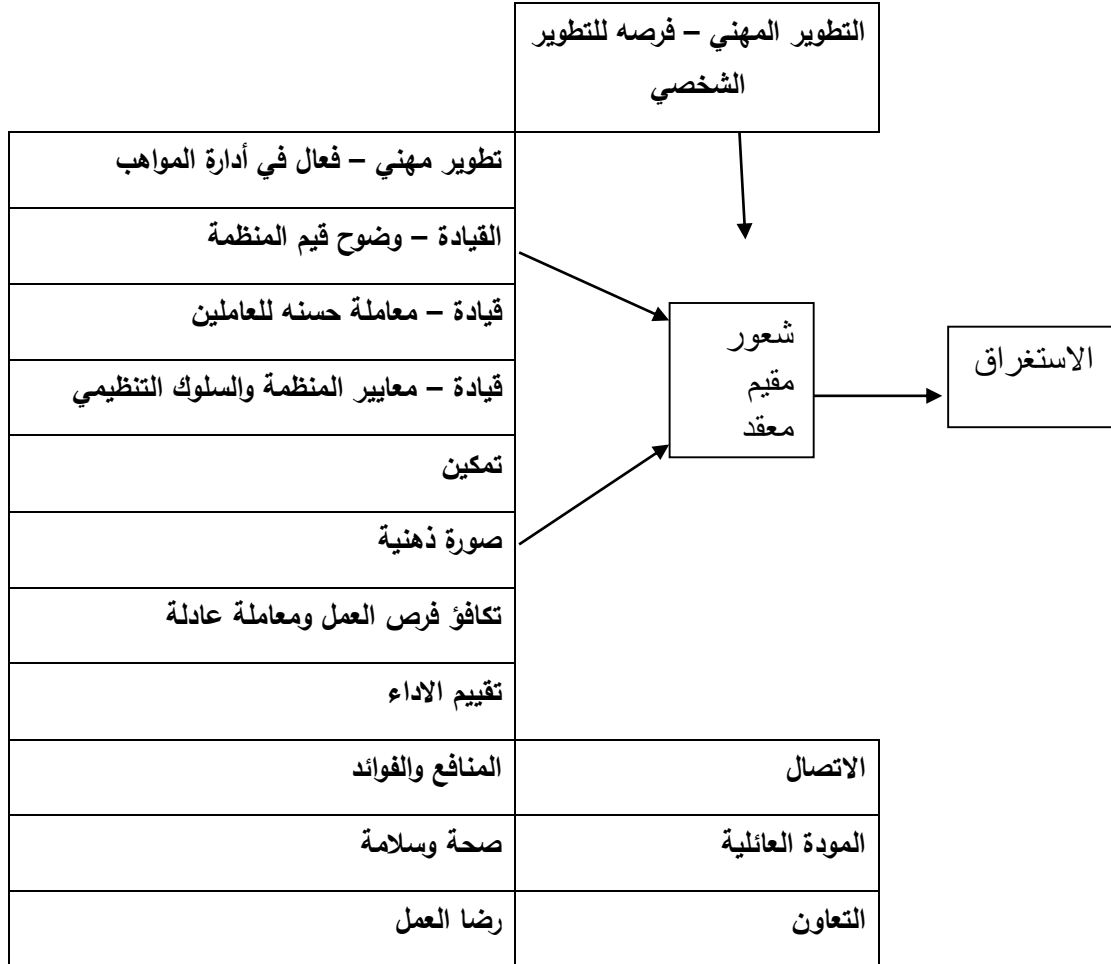 التطوير المهني – فرصه للتطوير
الشخصي
تطوير مهني – فعال في أدارة المواهب
القيادة – وضوح قيم المنظمة
قيادة – معاملة حسنه للعاملين
قيادة – معايير المنظمة والسلوك التنظيمي
تمكين
صورة ذهنية
تكافؤ فرص العمل ومعاملة عادلة
تقييم الاداء
شعور
مقيم
معقد
الاستغراق
الاتصال
المنافع والفوائد
المودة العائلية
صحة وسلامة
التعاون
رضا العمل